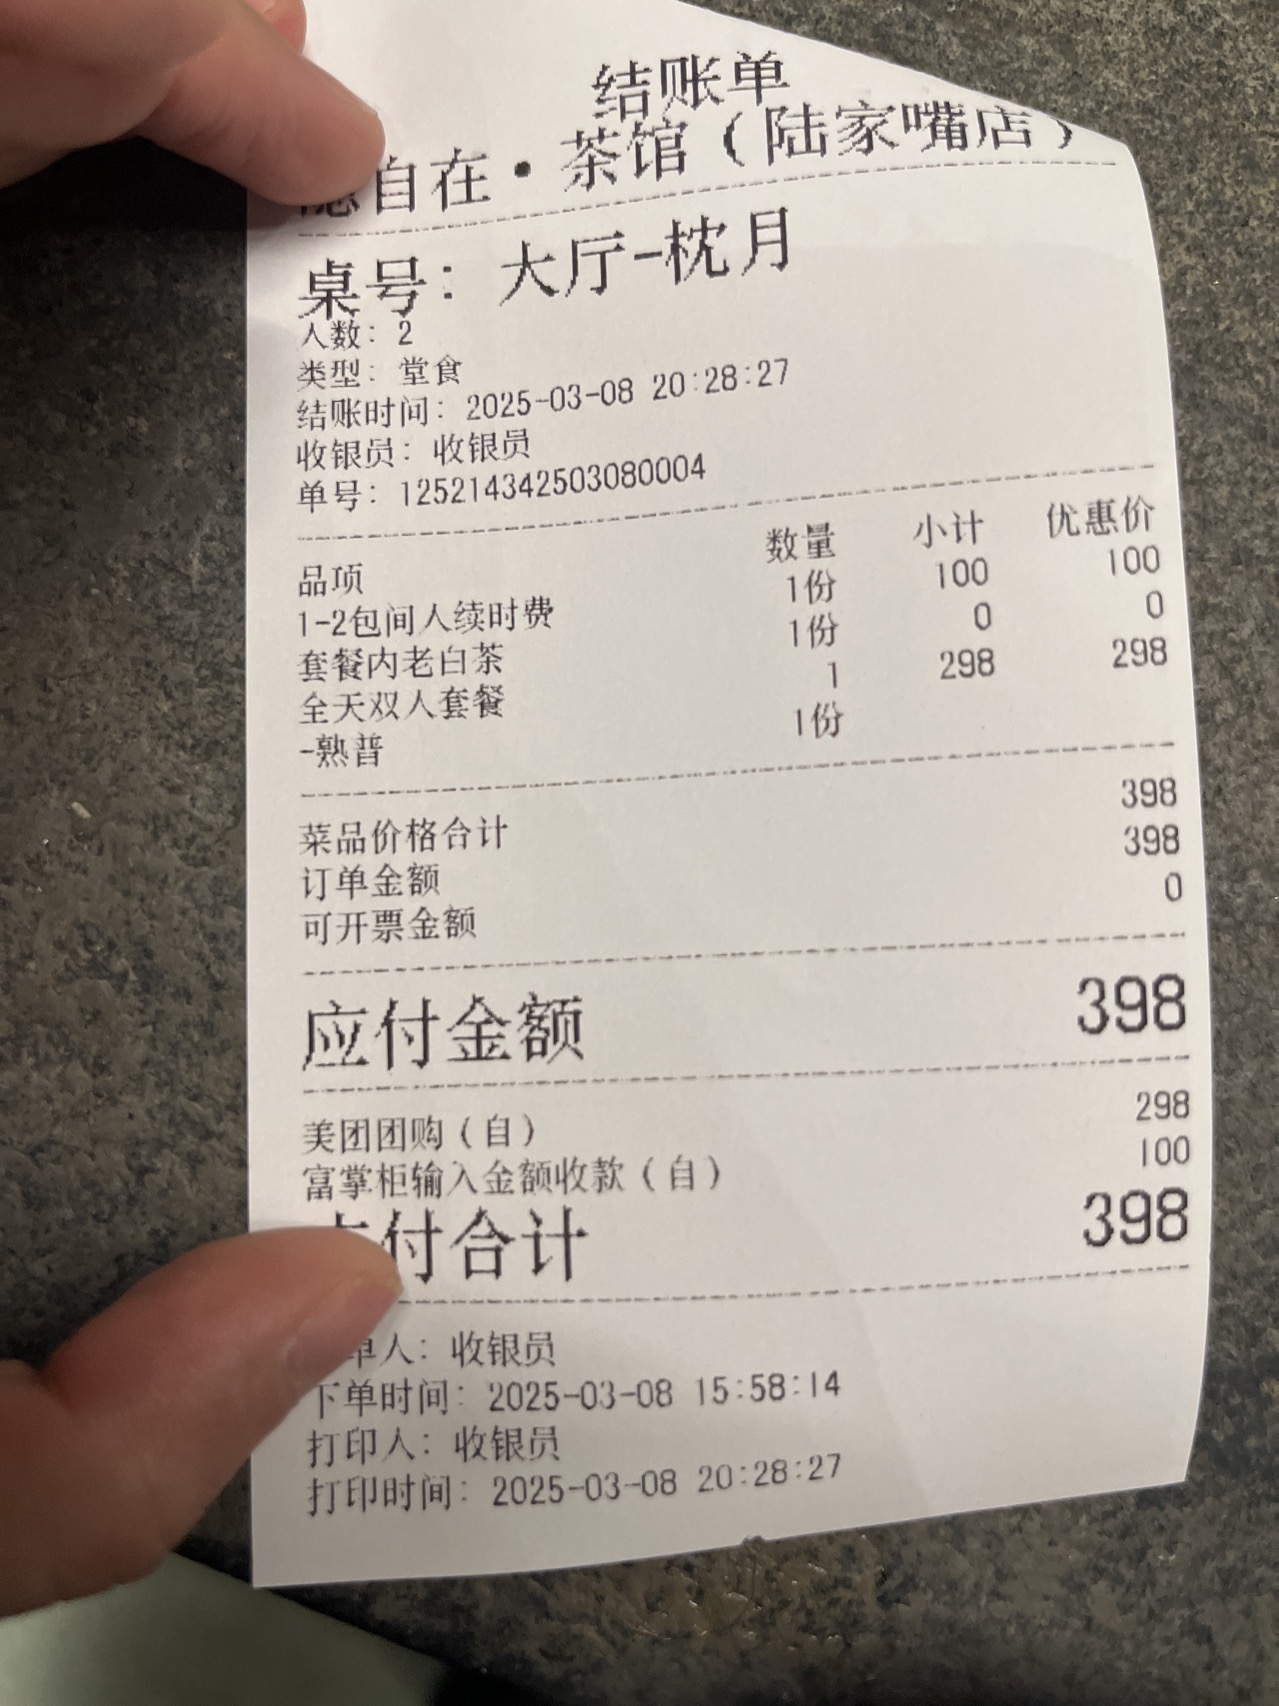 结账单
隐自在·茶馆（陆家嘴店）
桌号：大厅-枕月
人数：2
类型：堂食
结账时间：2025-03-08 20:28:27
收银员：收银员
单号：125214342503080004
品项 数量 小计 优惠价
1-2包间人续时费 1份 100 100
套餐内老白茶 1份 0 0
全天双人套餐 1 298 298
-熟普 1份
菜品价格合计 398
订单金额 398
可开票金额 0
应付金额 398
美团团购（自） 298
富掌柜输入金额收款（自） 100
付合计 398
单人：收银员
下单时间：2025-03-08 15:58:14
打印人：收银员
打印时间：2025-03-08 20:28:27